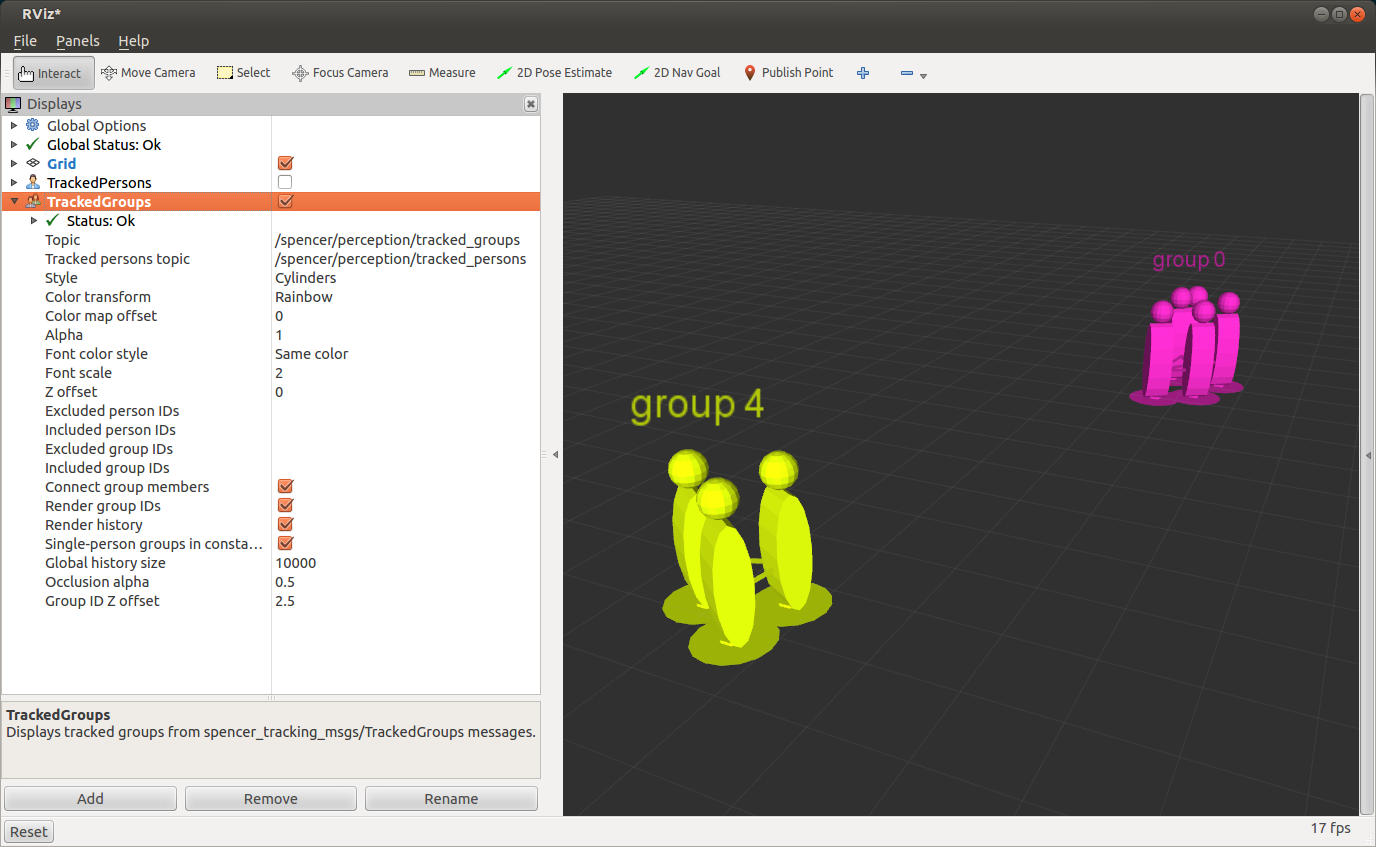 RViz*
File Panels Help
Interact Move Camera Select Focus Camera Measure 2D Pose Estimate 2D Nav Goal Publish Point
Displays
Global Options
Global Status: Ok
Grid
TrackedPersons
TrackedGroups
Status: Ok
Topic /spencer/perception/tracked_groups
Tracked persons topic /spencer/perception/tracked_persons
Style Cylinders
Color transform Rainbow
Color map offset 0
Alpha 1
Font color style Same color
Font scale 2
Z offset 0
Excluded person IDs
Included person IDs
Excluded group IDs
Included group IDs
Connect group members
Render group IDs
Render history
Single-person groups in consta…
Global history size 10000
Occlusion alpha 0.5
Group ID Z offset 2.5
TrackedGroups
Displays tracked groups from spencer_tracking_msgs/TrackedGroups messages.
Add Remove Rename
Reset
group 0
group 4
17 fps